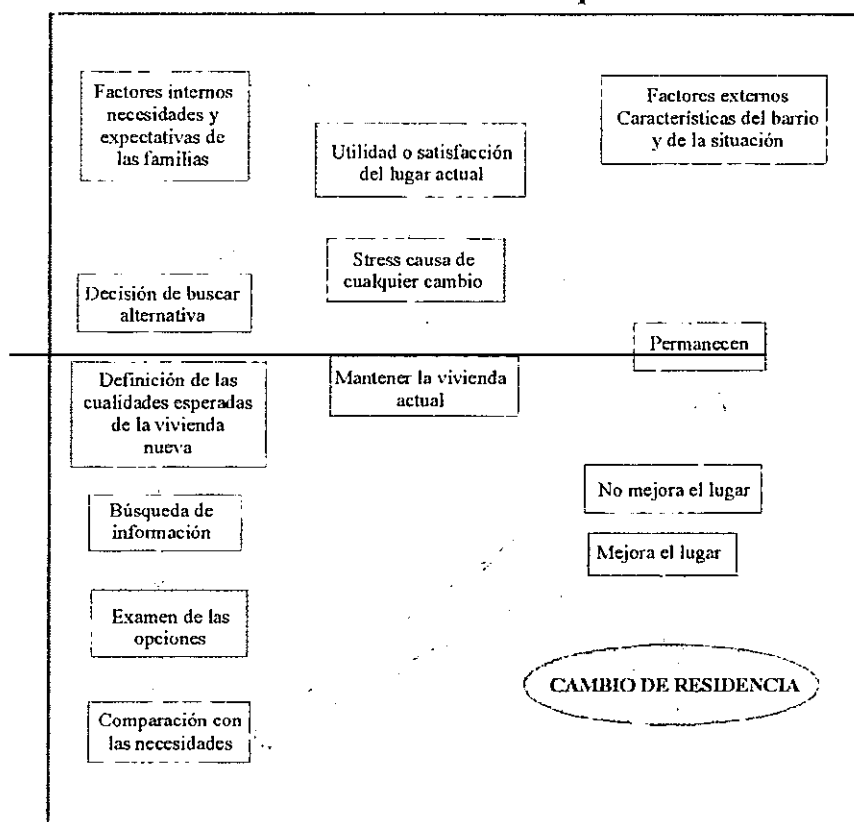 Factores internos
necesidades y
expectativas de
las familias
Utilidad o satisfacción
del lugar actual
Factores externos
Características del barrio
y de la situación
Stress causa de
cualquier cambio
Decisión de buscar
alternativa
Permanecen
Definición de las
cualidades esperadas
de la vivienda
nueva
Mantener la vivienda
actual
No mejora el lugar
Búsqueda de
información
Mejora el lugar
Examen de las
opciones
CAMBIO DE RESIDENCIA
Comparación con
las necesidades